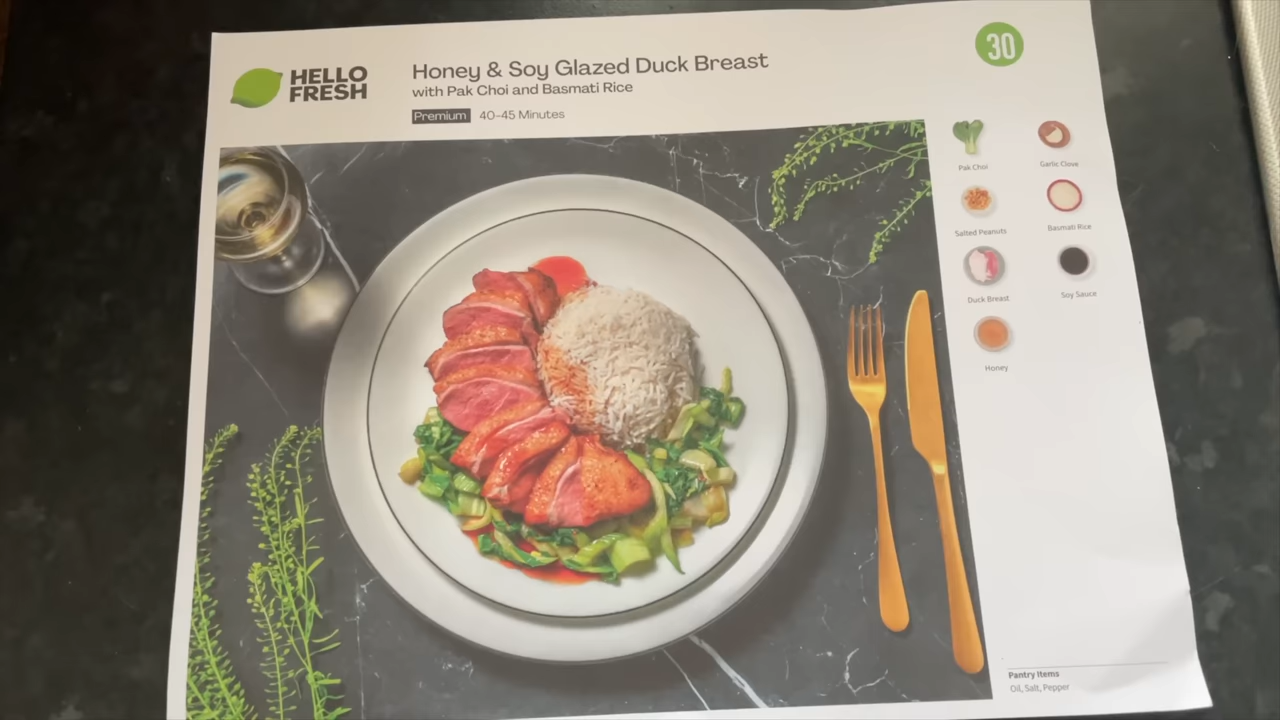 HELLO
FRESH
Honey & Soy Glazed Duck Breast
with Pak Choi and Basmati Rice
Premium 40-45 Minutes
30
Pak Choi
Garlic Clove
Salted Peanuts
Basmati Rice
Duck Breast
Soy Sauce
Honey
Pantry Items
Oil, Salt, Pepper